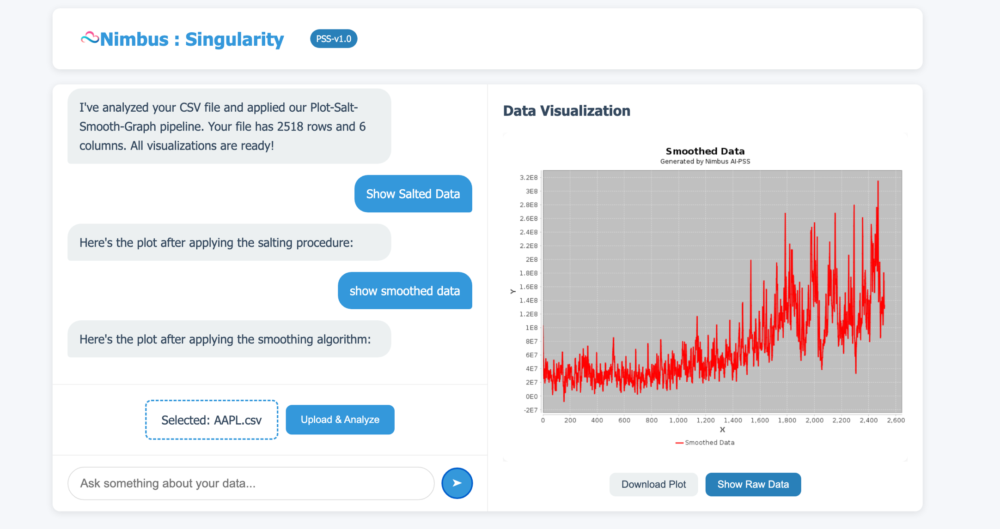 Nimbus : Singularity
PSS-v1.0
I've analyzed your CSV file and applied our Plot-Salt-
Smooth-Graph pipeline. Your file has 2518 rows and 6
columns. All visualizations are ready!
Show Salted Data
Here's the plot after applying the salting procedure:
show smoothed data
Here's the plot after applying the smoothing algorithm:
Selected: AAPL.csv
Upload & Analyze
Ask something about your data...
Data Visualization
Smoothed Data
Generated by Nimbus AI-PSS
3.2E8
3E8
2.8E8
2.6E8
2.4E8
2.2E8
2E8
1.8E8
1.6E8
1.4E8
1.2E8
1E8
8E7
6E7
4E7
2E7
0E0
-2E7
Y
0 200 400 600 800 1,000 1,200 1,400 1,600 1,800 2,000 2,200 2,400 2,600
X
Smoothed Data
Download Plot
Show Raw Data